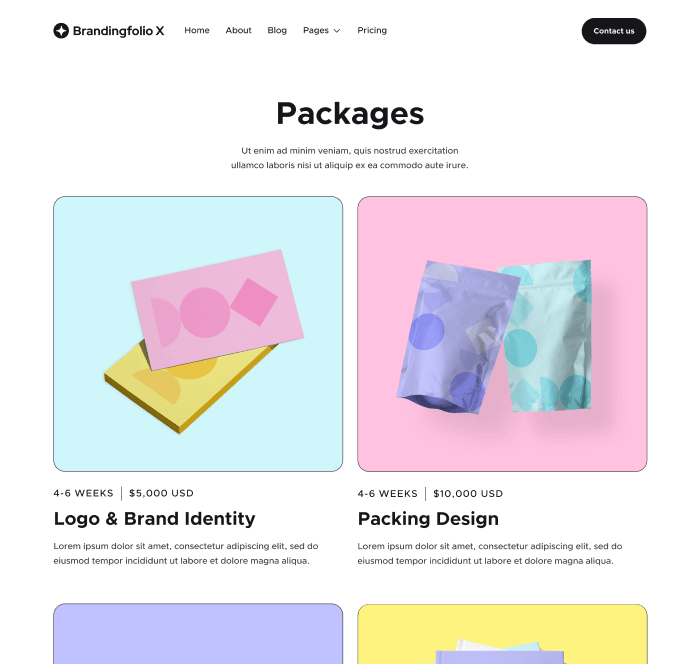 Brandingfolio X Home About Blog Pages Pricing Contact us
Packages
Ut enim ad minim veniam, quis nostrud exercitation
ullamco laboris nisi ut aliquip ex ea commodo aute irure.
4-6 WEEKS $5,000 USD
Logo & Brand Identity
Lorem ipsum dolor sit amet, consectetur adipiscing elit, sed do
eiusmod tempor incididunt ut labore et dolore magna aliqua.
4-6 WEEKS $10,000 USD
Packing Design
Lorem ipsum dolor sit amet, consectetur adipiscing elit, sed do
eiusmod tempor incididunt ut labore et dolore magna aliqua.